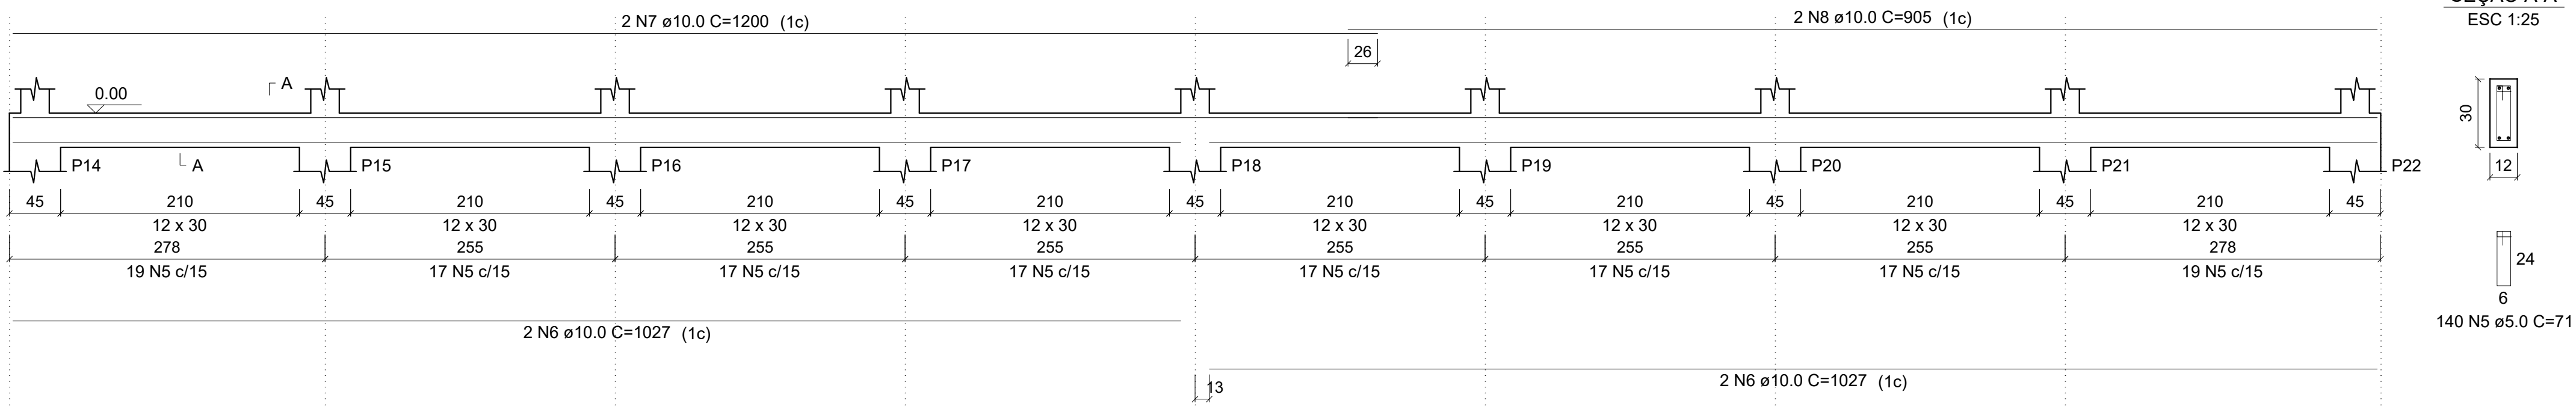 2 N7 ø10.0 C=1200 (1c)
2 N8 ø10.0 C=905 (1c)
ESC 1:25
26
A
0.00
30
A
P14
P15
P16
P17
P18
P19
P20
P21
P22
12
45 210 45 210 45 210 45 210 45 210 45 210 45 210 45 210 45
12 x 30 12 x 30 12 x 30 12 x 30 12 x 30 12 x 30 12 x 30 12 x 30
278 255 255 255 255 255 255 278
19 N5 c/15 17 N5 c/15 17 N5 c/15 17 N5 c/15 17 N5 c/15 17 N5 c/15 17 N5 c/15 19 N5 c/15
24
6
140 N5 ø5.0 C=71
2 N6 ø10.0 C=1027 (1c)
13
2 N6 ø10.0 C=1027 (1c)